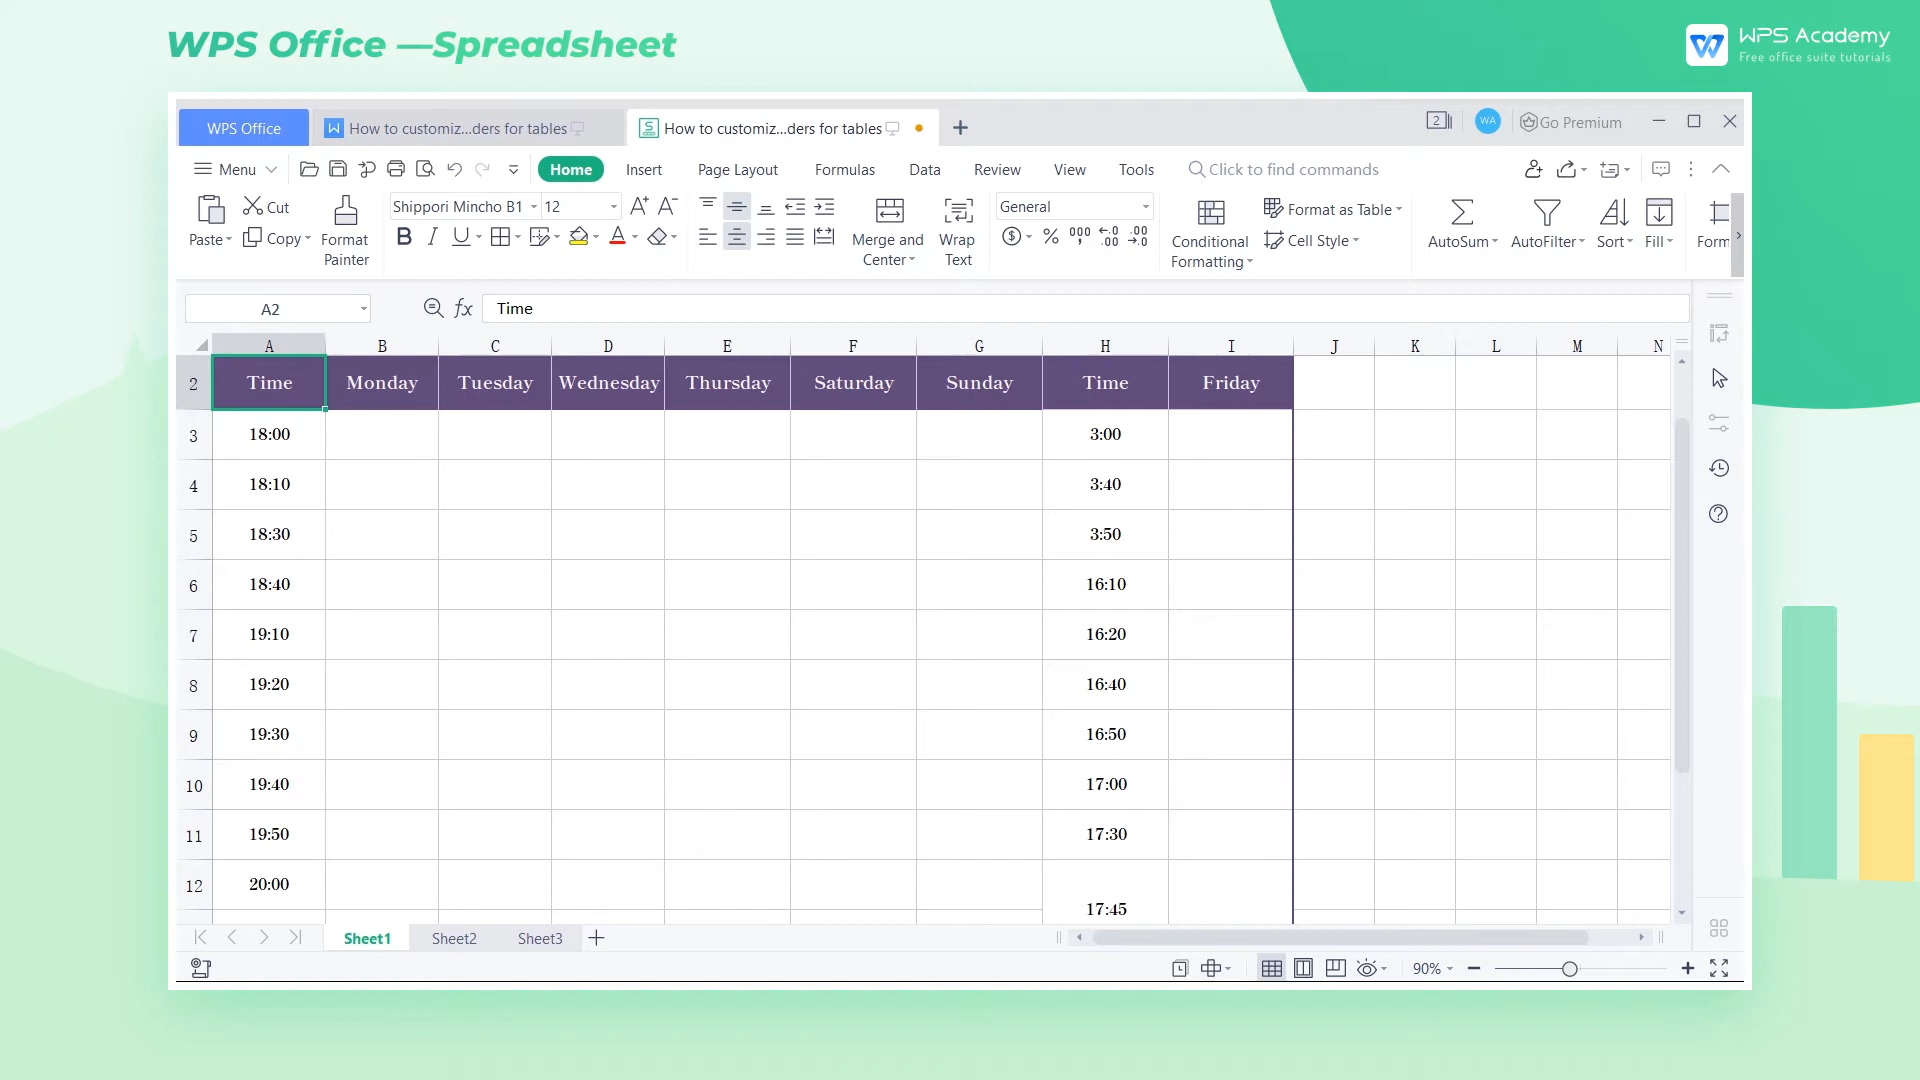 WPS Office —Spreadsheet
WPS Academy
Free office suite tutorials
WPS Office
How to customiz...ders for tables
How to customiz...ders for tables
2
WA
Go Premium
Menu
Home
Insert
Page Layout
Formulas
Data
Review
View
Tools
Click to find commands
Paste
Cut
Copy
Format
Painter
Shippori Mincho B1
12
A+ A-
B I U A
Merge and
Center
Wrap
Text
General
% 000 .00 .00
Conditional
Formatting
Format as Table
Cell Style
AutoSum
AutoFilter
Sort
Fill
Form
A2
fx
Time
A B C D E F G H I J K L M N
2 Time Monday Tuesday Wednesday Thursday Saturday Sunday Time Friday
3 18:00 3:00
4 18:10 3:40
5 18:30 3:50
6 18:40 16:10
7 19:10 16:20
8 19:20 16:40
9 19:30 16:50
10 19:40 17:00
11 19:50 17:30
12 20:00
17:45
Sheet1 Sheet2 Sheet3
90%